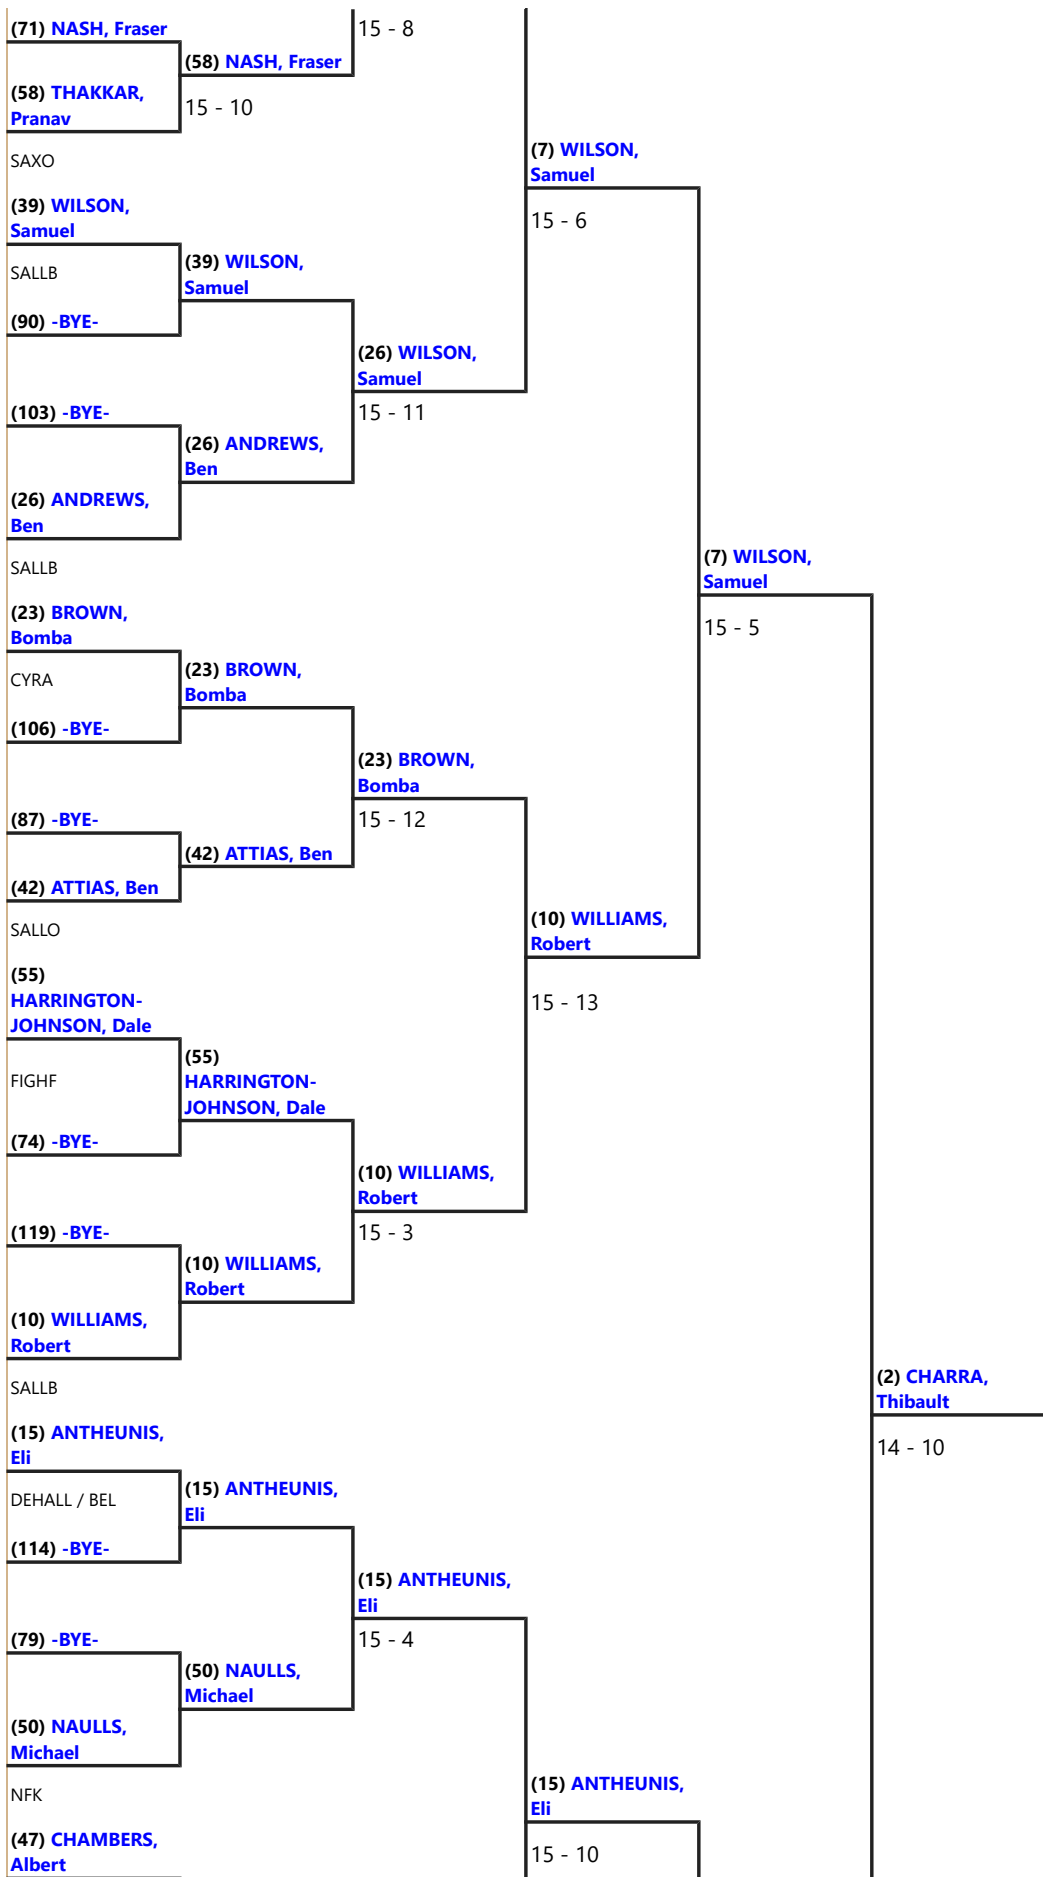 (71) NASH, Fraser
(58) THAKKAR,
Pranav
SAXO
(39) WILSON,
Samuel
SALLB
(90) -BYE-
(103) -BYE-
(26) ANDREWS,
Ben
SALLB
(23) BROWN,
Bomba
CYRA
(106) -BYE-
(87) -BYE-
(42) ATTIAS, Ben
SALLO
(55)
HARRINGTON-
JOHNSON, Dale
FIGHF
(74) -BYE-
(119) -BYE-
(10) WILLIAMS,
Robert
SALLB
(15) ANTHEUNIS,
Eli
DEHALL / BEL
(114) -BYE-
(79) -BYE-
(50) NAULLS,
Michael
NFK
(47) CHAMBERS,
Albert
(58) NASH, Fraser
15 - 10
(39) WILSON,
Samuel
(26) ANDREWS,
Ben
(23) BROWN,
Bomba
(42) ATTIAS, Ben
(55)
HARRINGTON-
JOHNSON, Dale
(10) WILLIAMS,
Robert
(15) ANTHEUNIS,
Eli
(50) NAULLS,
Michael
15 - 8
(26) WILSON,
Samuel
15 - 11
(23) BROWN,
Bomba
15 - 12
(10) WILLIAMS,
Robert
15 - 3
(15) ANTHEUNIS,
Eli
15 - 4
(7) WILSON,
Samuel
15 - 6
(10) WILLIAMS,
Robert
15 - 13
(15) ANTHEUNIS,
Eli
15 - 10
(7) WILSON,
Samuel
15 - 5
(2) CHARRA,
Thibault
14 - 10